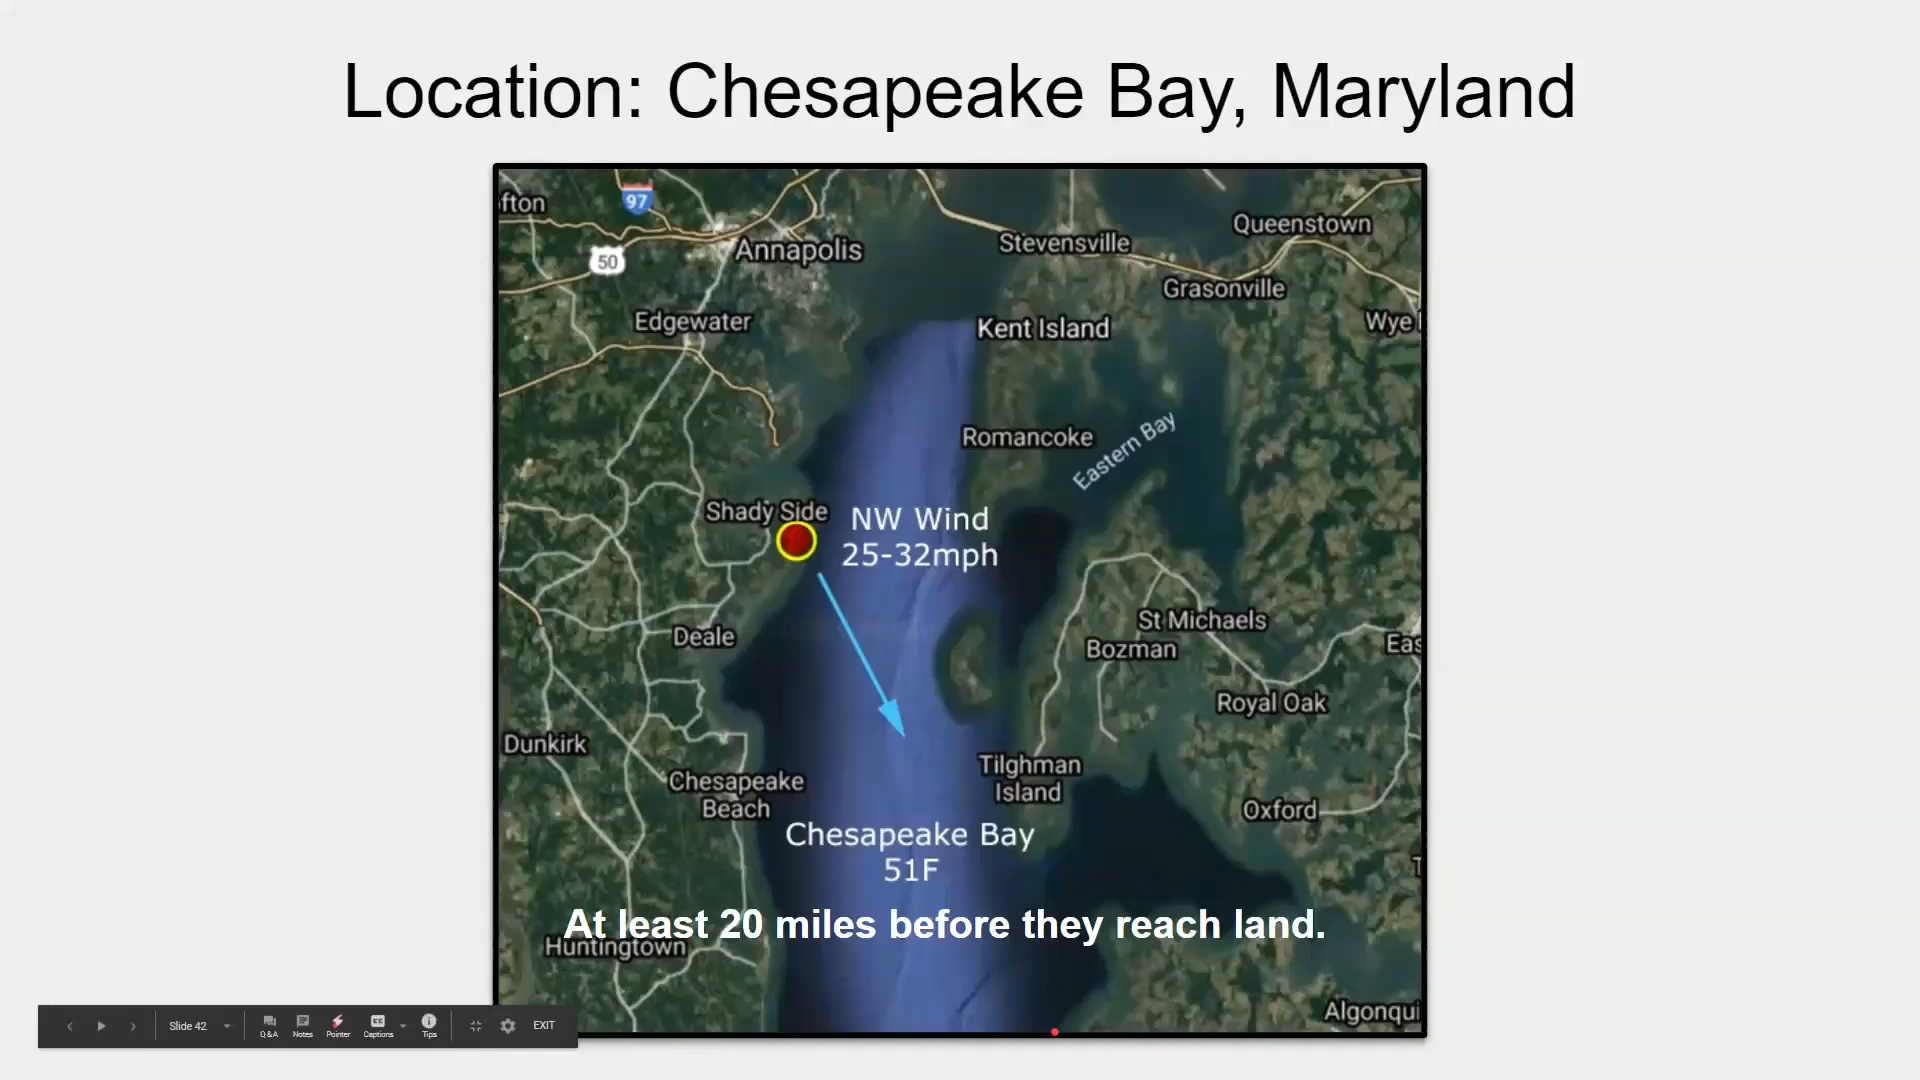 Location: Chesapeake Bay, Maryland
fton
97
50
Annapolis
Stevensville
Queenstown
Grasonville
Edgewater
Kent Island
Wye
Romancoke
Eastern Bay
Shady Side
NW Wind
25-32mph
Deale
St Michaels
Bozman
Eas
Royal Oak
Dunkirk
Tilghman
Island
Chesapeake
Beach
Oxford
Chesapeake Bay
51F
At least 20 miles before they reach land.
Huntingtown
Algonqui
Slide 42
Q&A
Notes
Pointer
CC
Captions
Tips
EXIT